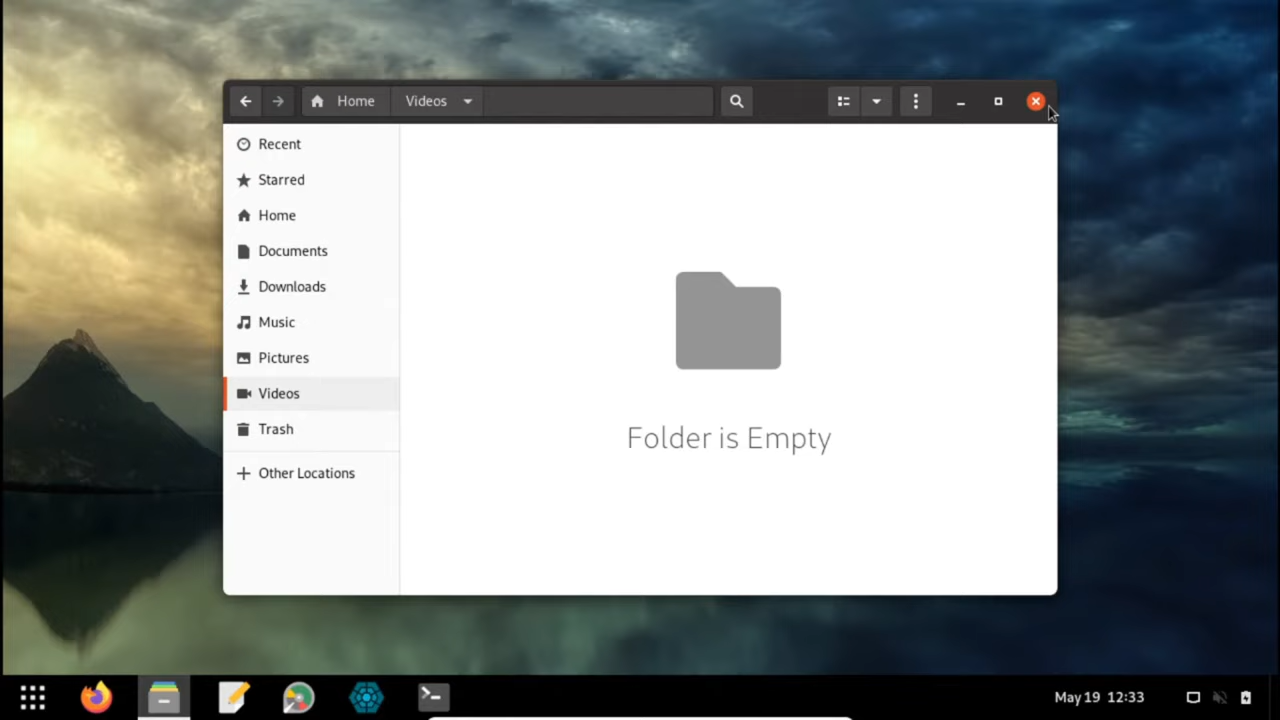 Home Videos
Recent
Starred
Home
Documents
Downloads
Music
Pictures
Videos
Trash
Other Locations
Folder is Empty
May 19 12:33